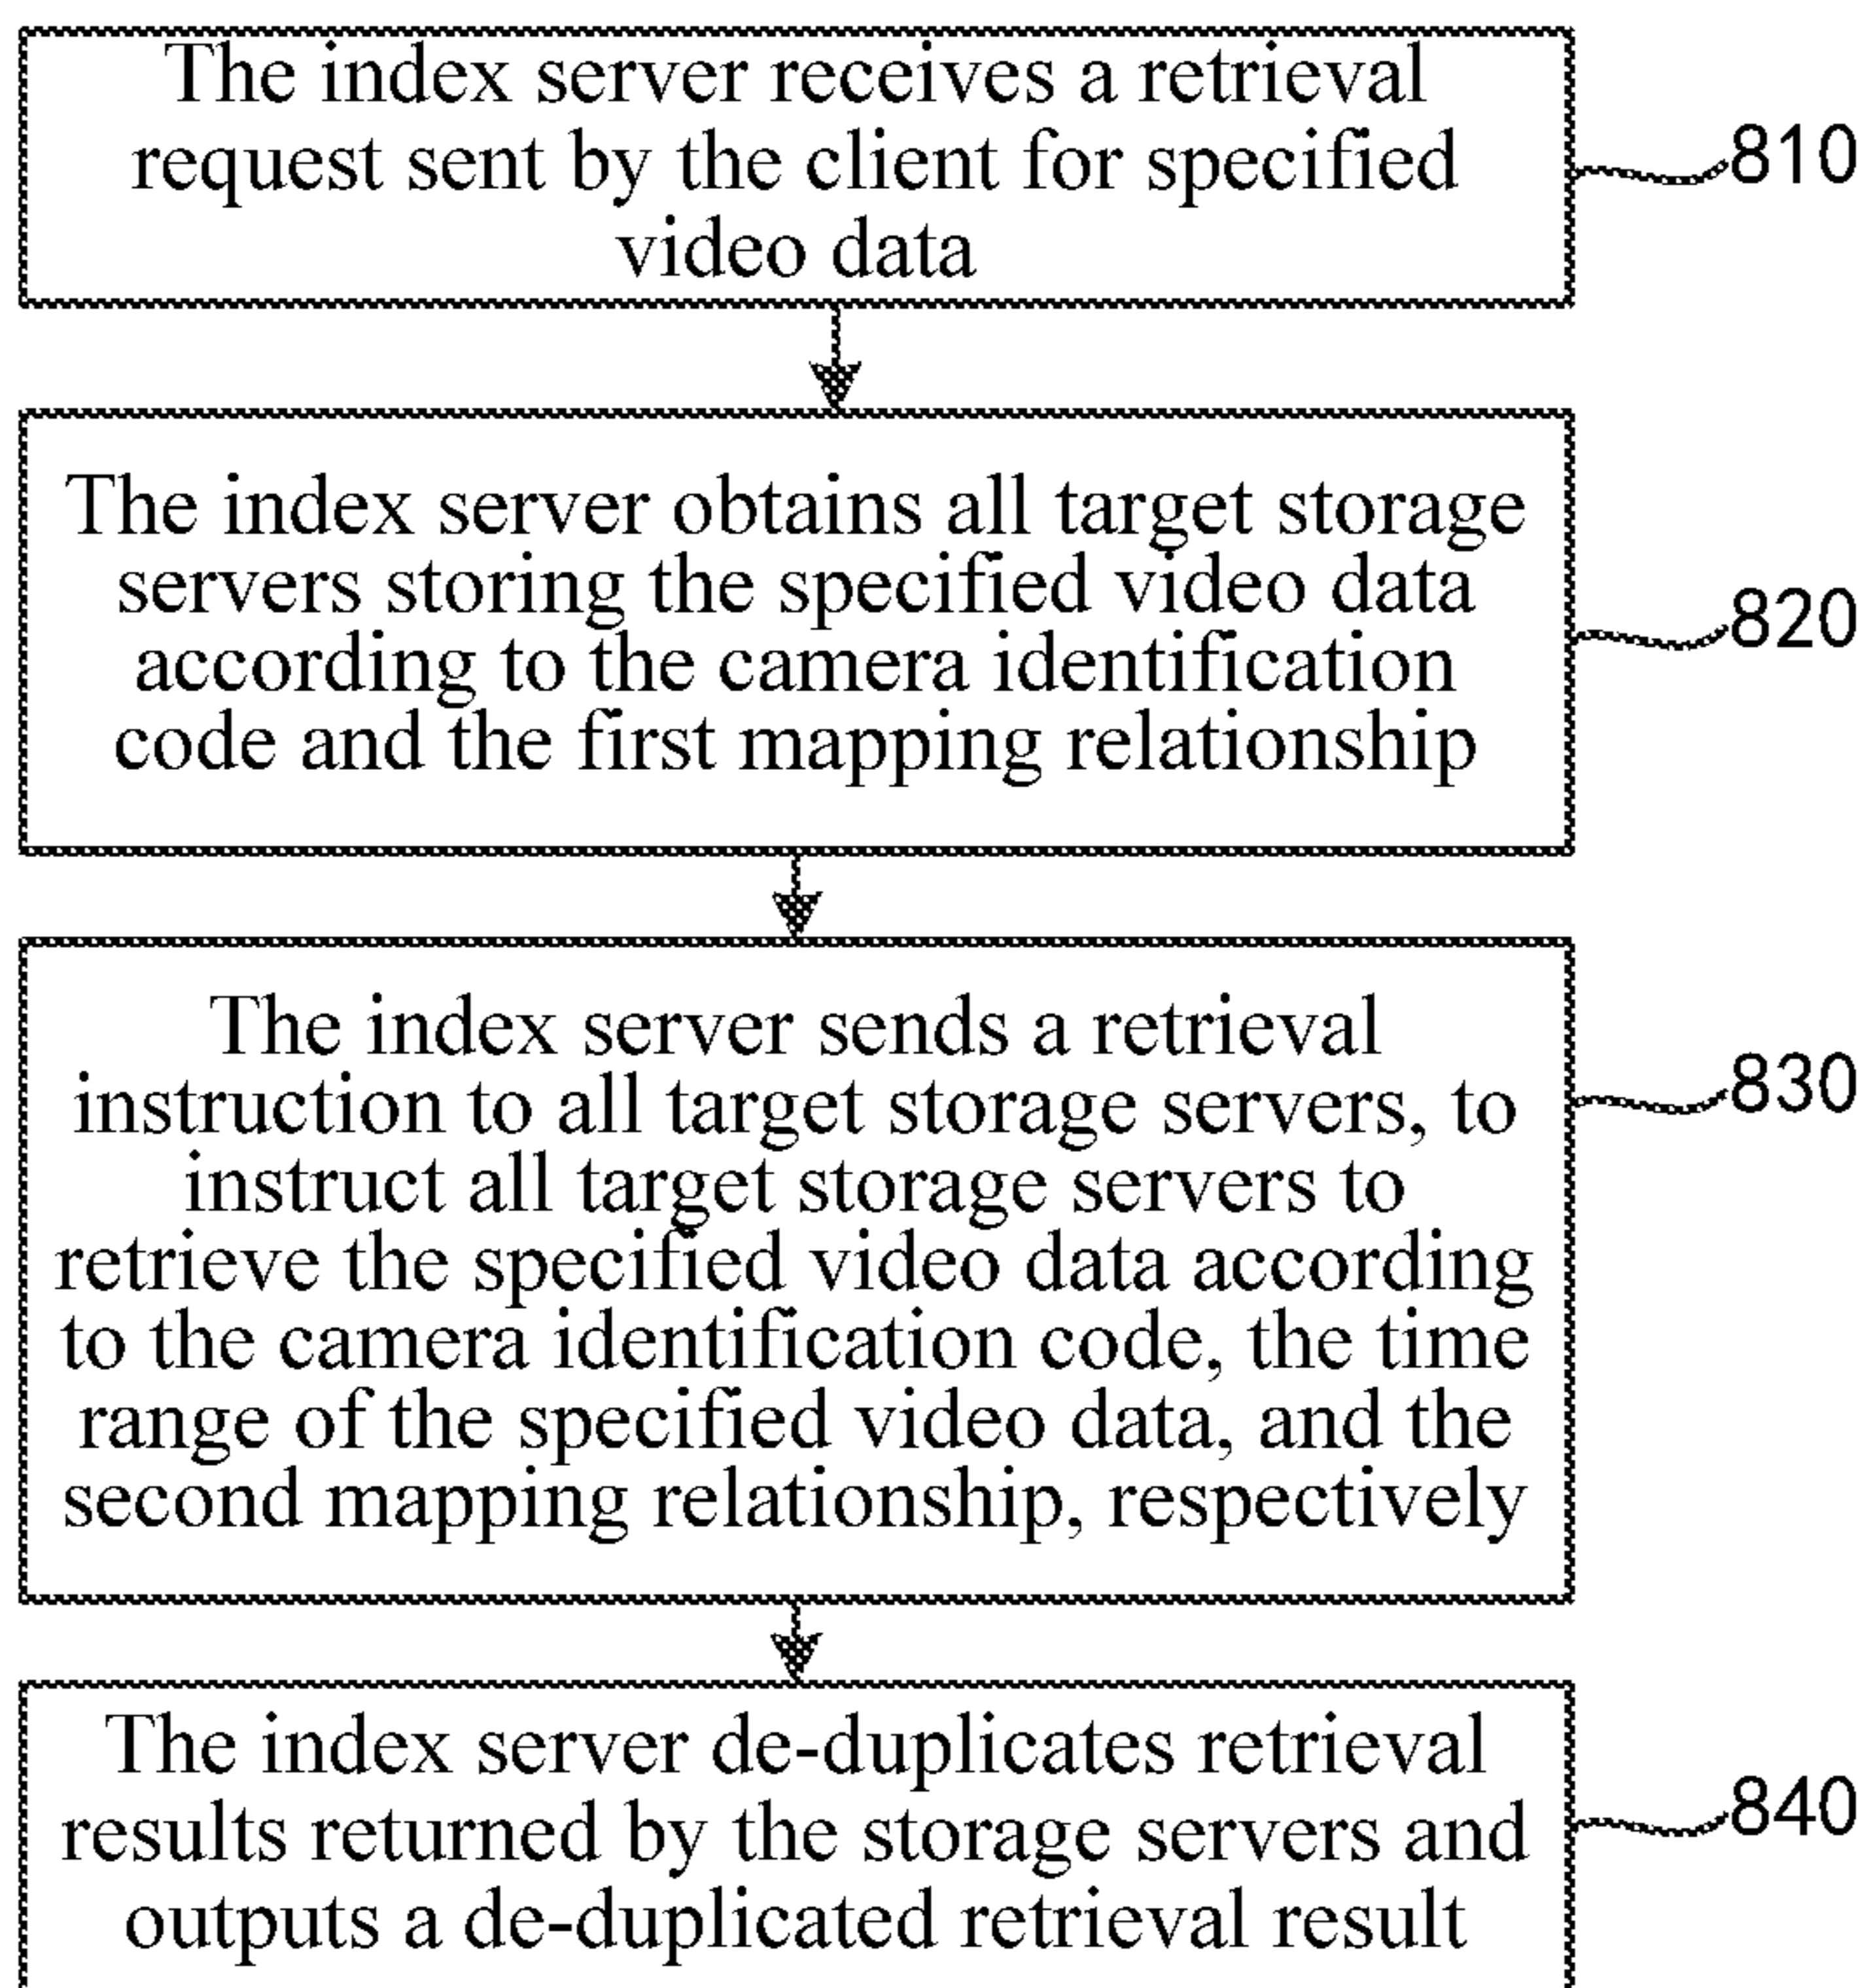 The index server receives a retrieval
request sent by the client for specified
video data
810
The index server obtains all target storage
servers storing the specified video data
according to the camera identification
code and the first mapping relationship
820
The index server sends a retrieval
instruction to all target storage servers, to
instruct all target storage servers to
retrieve the specified video data according
to the camera identification code, the time
range of the specified video data, and the
second mapping relationship, respectively
830
The index server de-duplicates retrieval
results returned by the storage servers and
outputs a de-duplicated retrieval result
840